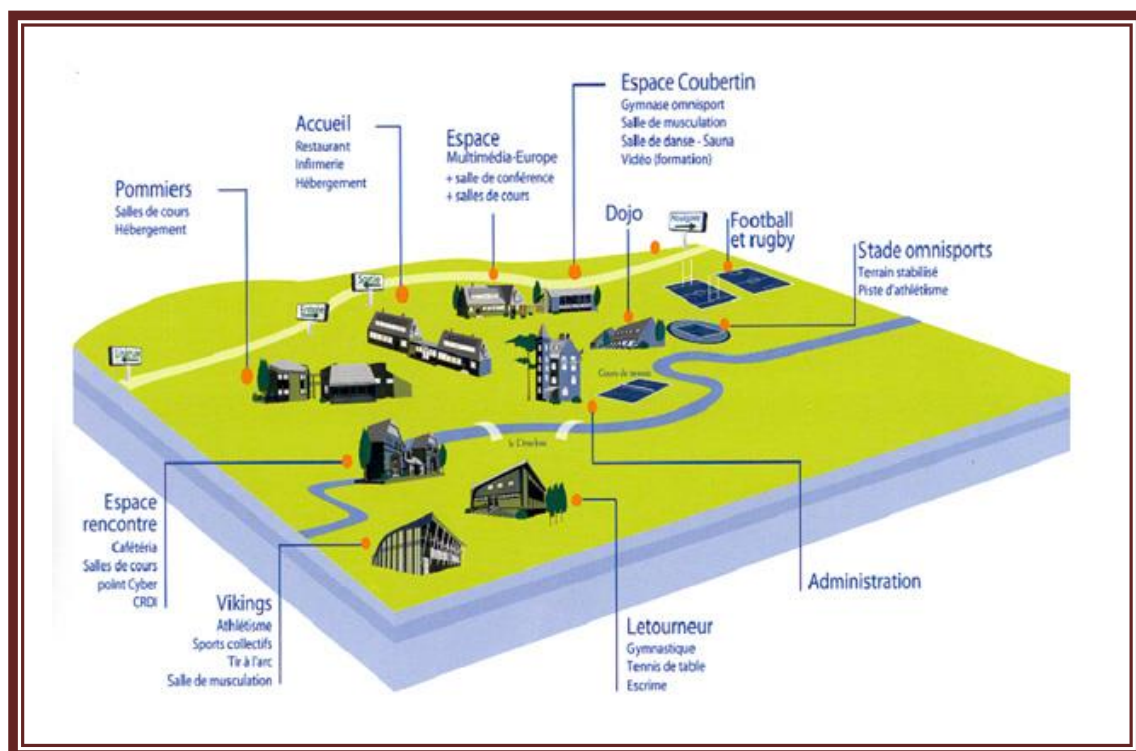 Espace Coubertin
Gymnase omnisport
Salle de musculation
Salle de danse - Sauna
Vidéo (formation)
Accueil
Restaurant
Infirmerie
Hébergement
Espace
Multimédia-Europe
+ salle de conférence
+ salles de cours
Pommiers
Salles de cours
Hébergement
Dojo
Football
et rugby
Stade omnisports
Terrain stabilisé
Piste d'athlétisme
Entrée
Cours de tennis
Espace
rencontre
Cafétéria
Salles de cours
point Cyber
CRDI
Vikings
Athlétisme
Sports collectifs
Tir à l'arc
Salle de musculation
Letourneur
Gymnastique
Tennis de table
Escrime
Administration